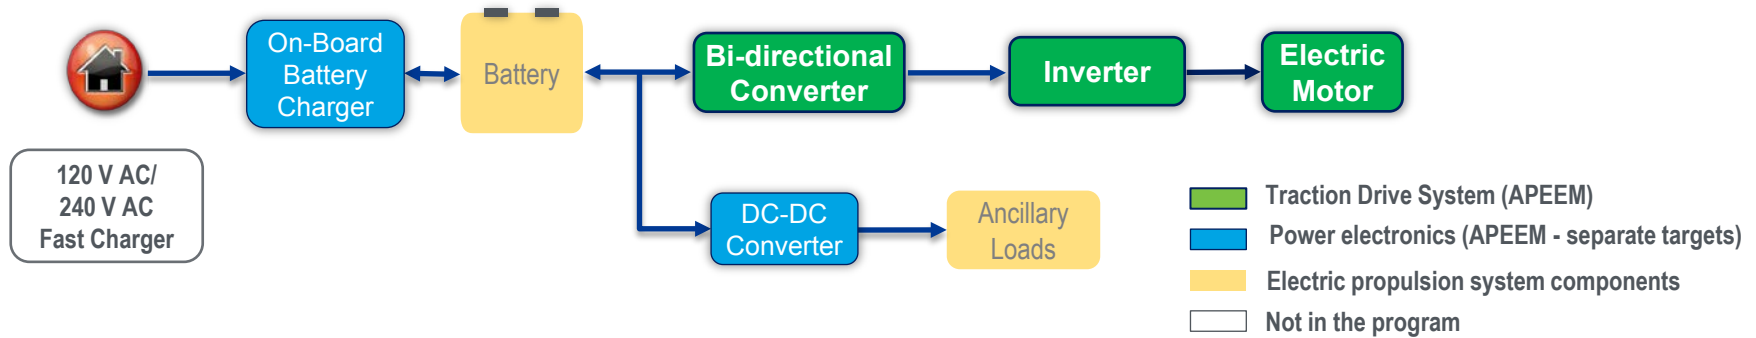 On-Board
Battery
Charger
Battery
Bi-directional
Converter
Inverter
Electric
Motor
120 V AC/
240 V AC
Fast Charger
DC-DC
Converter
Ancillary
Loads
Traction Drive System (APEEM)
Power electronics (APEEM - separate targets)
Electric propulsion system components
Not in the program